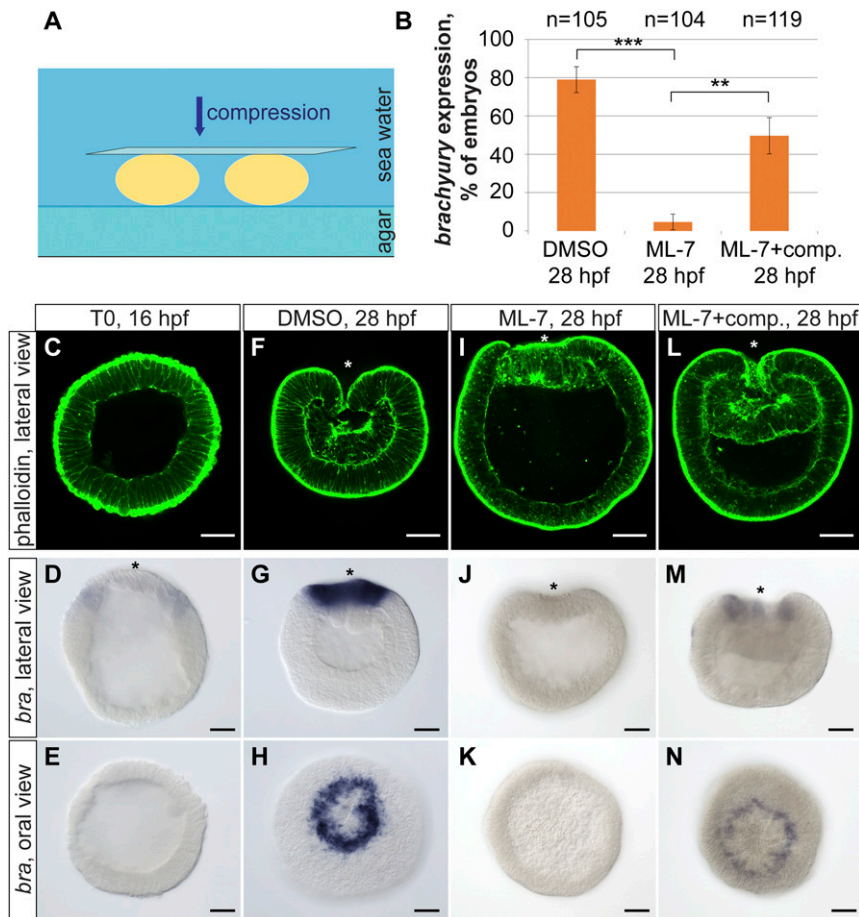 A
compression
sea water
agar
B
n=105 n=104 n=119
brachyury expression,
% of embryos
100
80
60
40
20
0
***
**
DMSO
28 hpf
ML-7
28 hpf
ML-7+comp.
28 hpf
T0, 16 hpf
DMSO, 28 hpf
ML-7, 28 hpf
ML-7+comp., 28 hpf
phalloidin, lateral view
C
F
*
I
*
L
*
bra, lateral view
D
*
G
*
J
*
M
*
bra, oral view
E
H
K
N